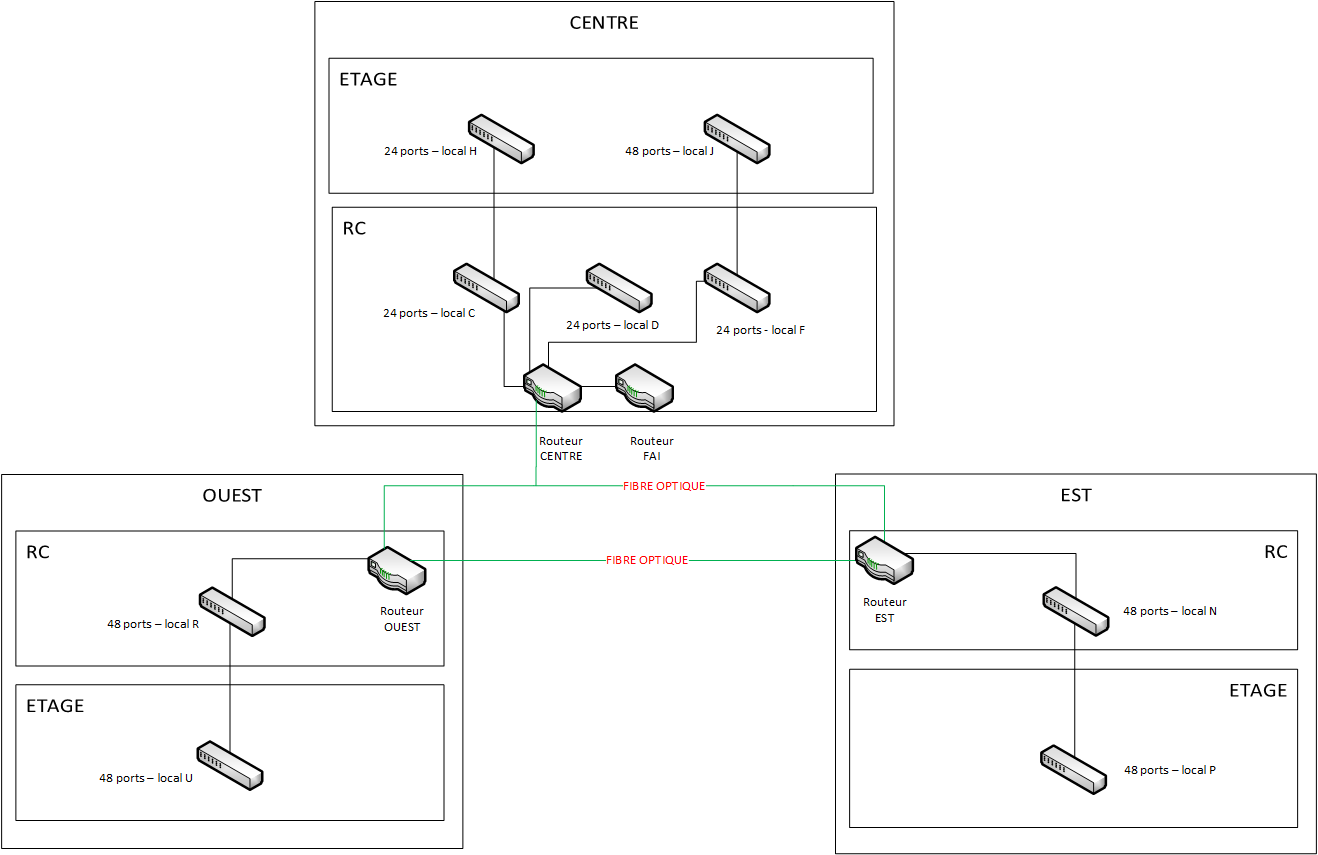 CENTRE
ETAGE
24 ports – local H
48 ports – local J
RC
24 ports – local C
24 ports – local D
24 ports - local F
Routeur
CENTRE
Routeur
FAI
FIBRE OPTIQUE
FIBRE OPTIQUE
OUEST
RC
Routeur
OUEST
48 ports – local R
ETAGE
48 ports – local U
EST
RC
Routeur
EST
48 ports – local N
ETAGE
48 ports – local P